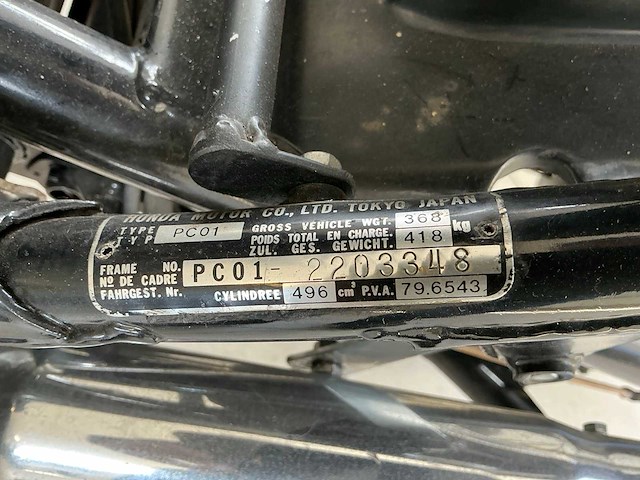 HONDA MOTOR CO., LTD. TOKYO JAPAN
TYPE PC01 GROSS VEHICLE WGT. 368 kg
TYP POIDS TOTAL EN CHARGE. 418
ZUL. GES. GEWICHT.
FRAME NO. PC01-2203348
Nº DE CADRE
FAHRGEST. Nr. CYLINDREE 496 cm³ P.V.A. 79.6543